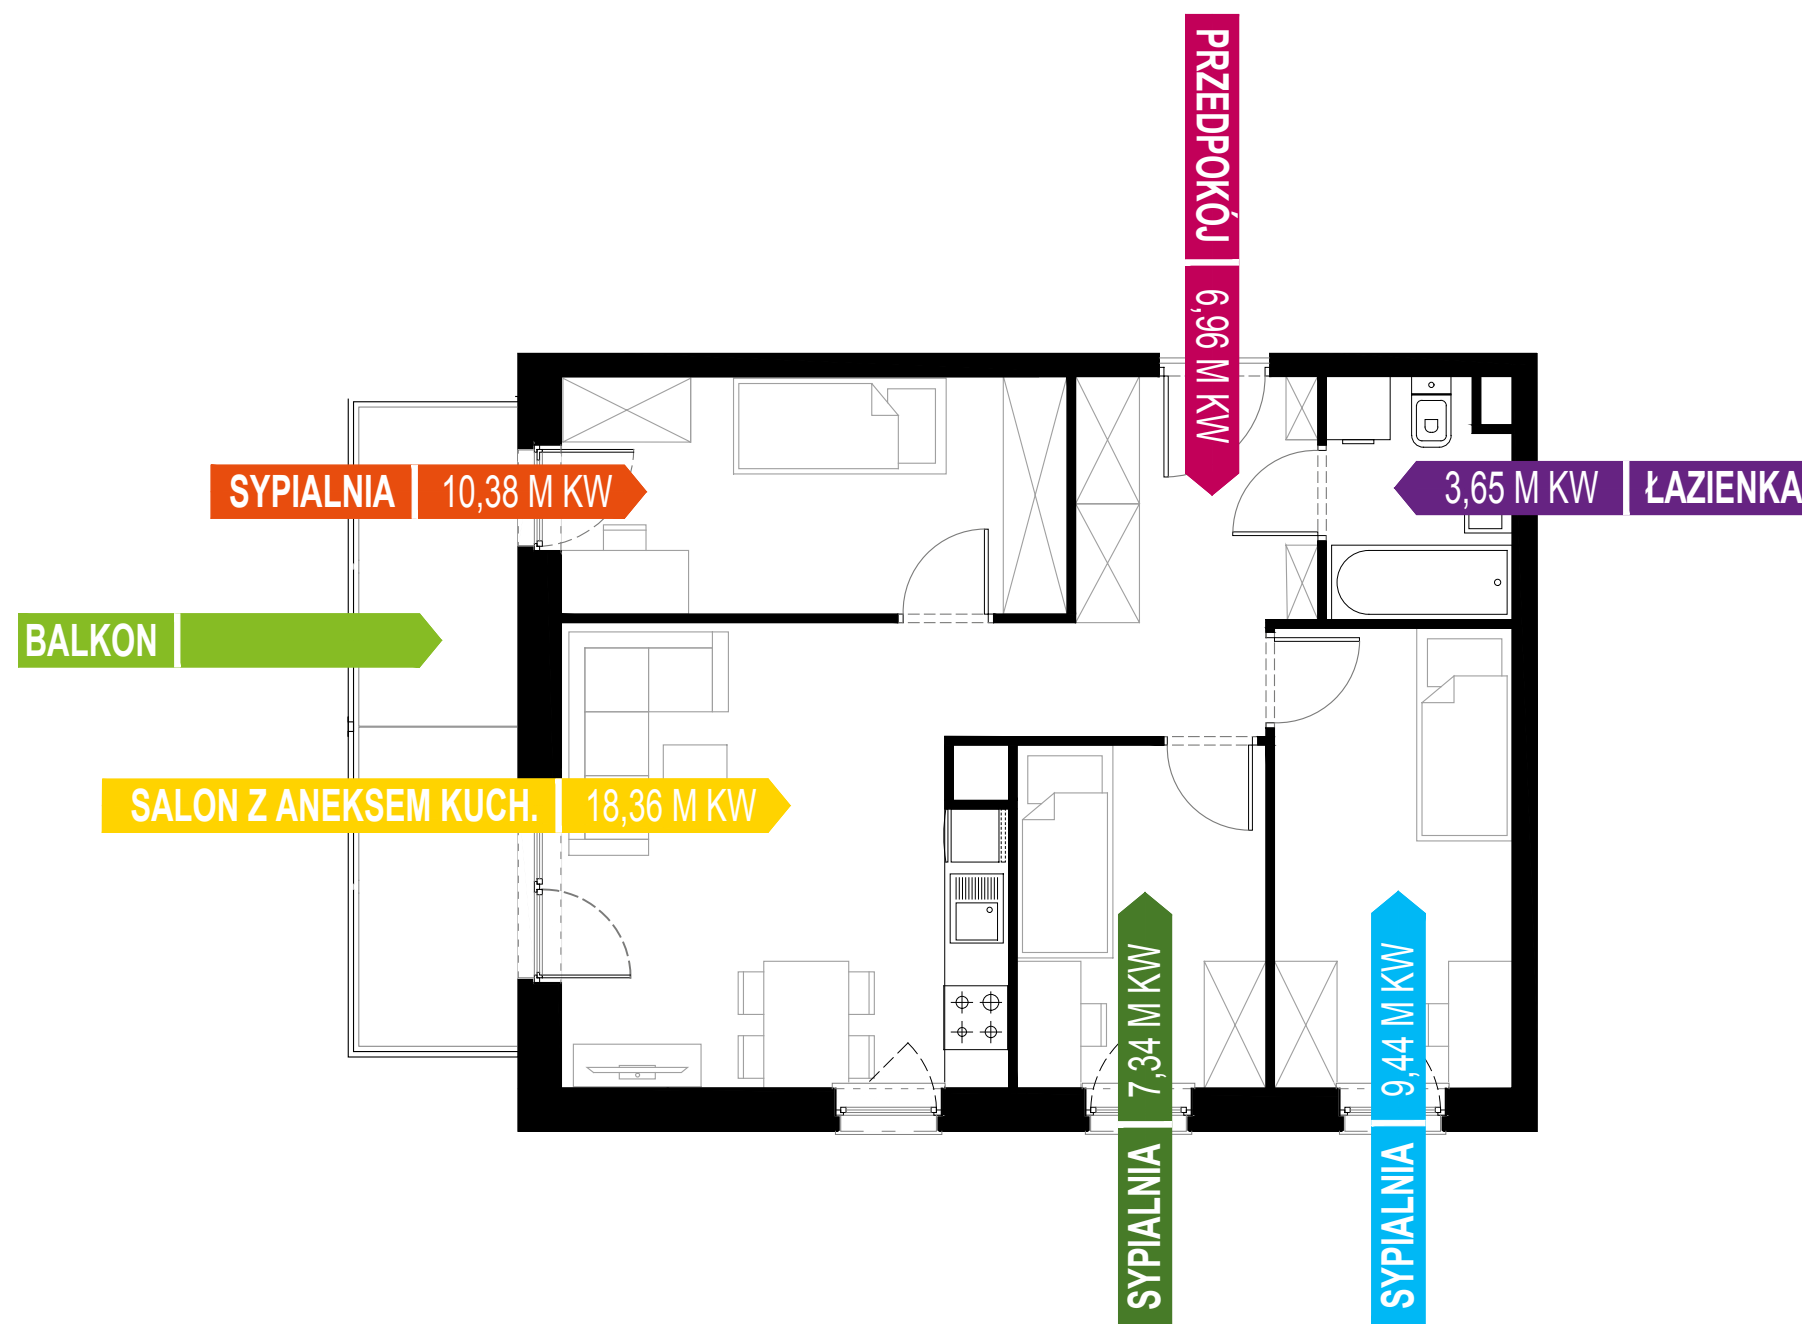 PRZEDPOKÓJ 6,96 M KW
SYPIALNIA 10,38 M KW
3,65 M KW ŁAZIENKA
BALKON
SALON Z ANEKSEM KUCH. 18,36 M KW
SYPIALNIA 7,34 M KW
SYPIALNIA 9,44 M KW